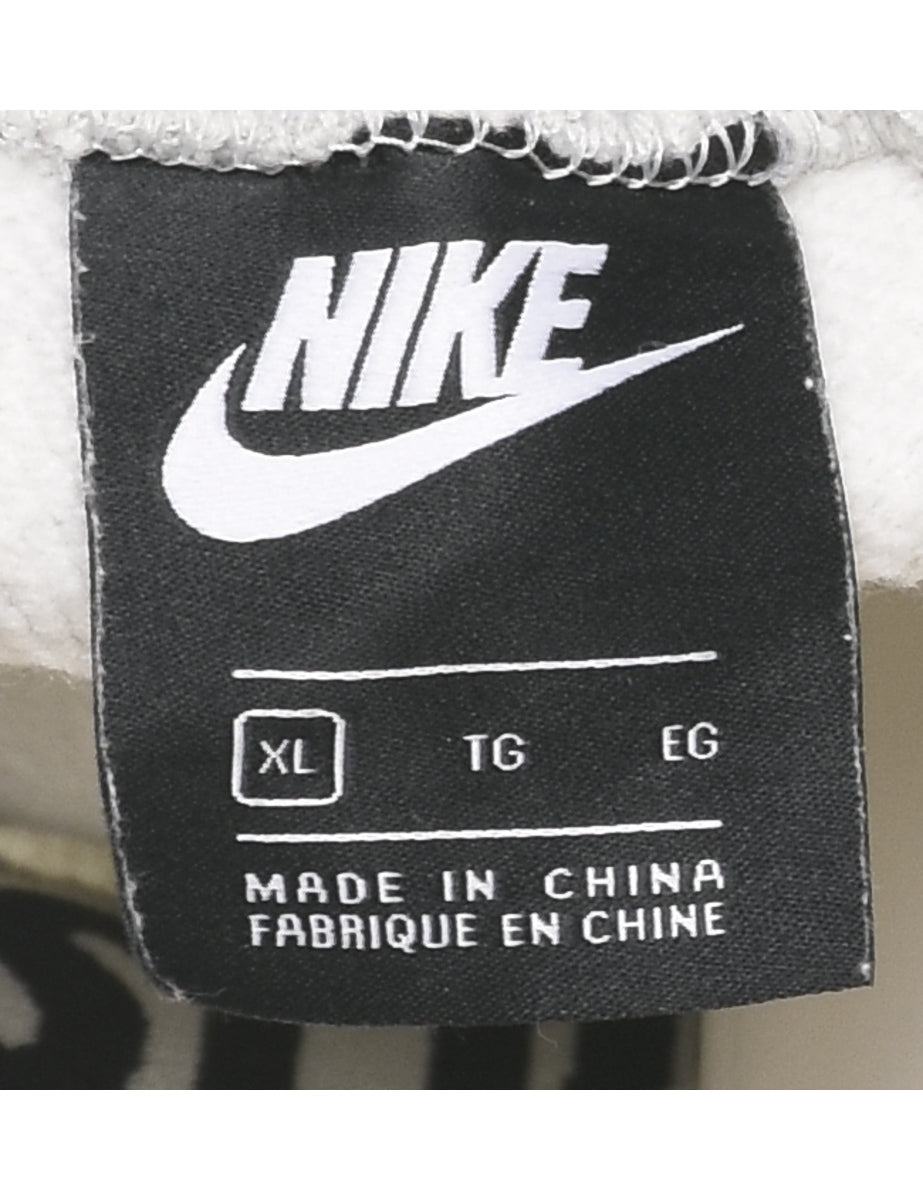 NIKE
XL TG EG
MADE IN CHINA
FABRIQUE EN CHINE